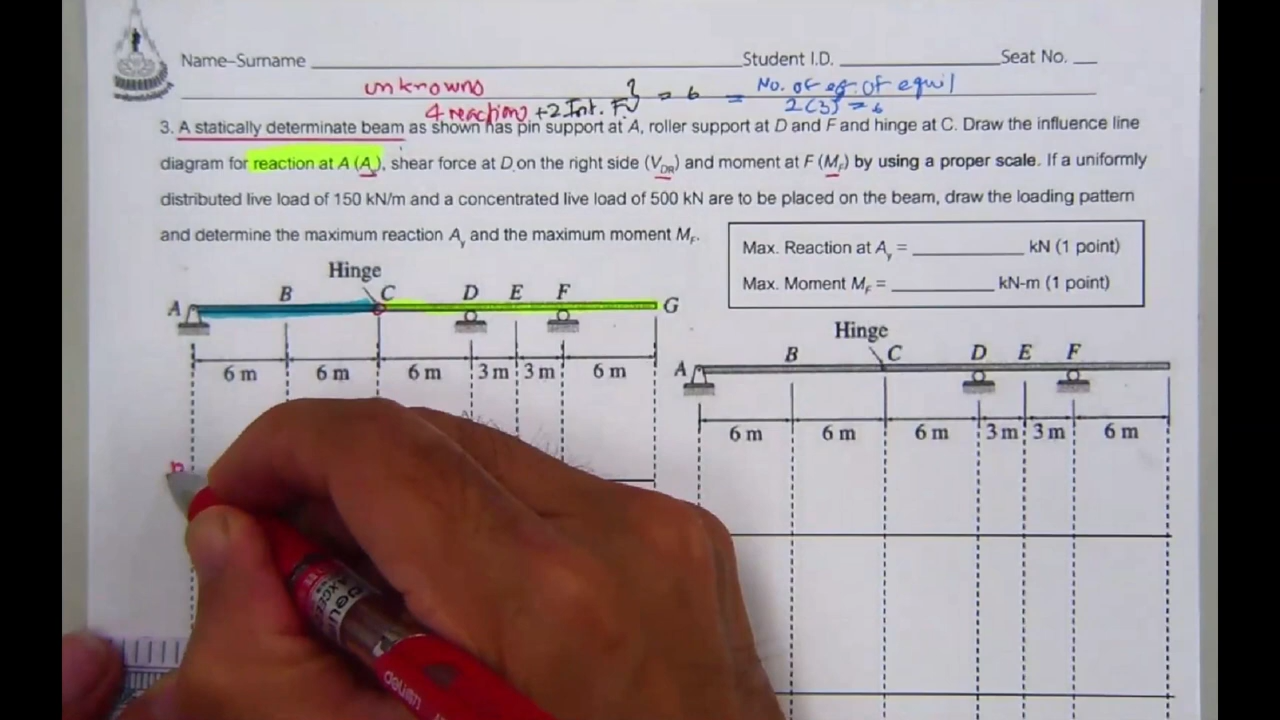 Name–Surname Student I.D. Seat No.
unknowns
4 reaction + 2 Int. F. } = 6 = No. of eq. of equil
2(3) = 6
3. A statically determinate beam as shown has pin support at A, roller support at D and F and hinge at C. Draw the influence line
diagram for reaction at A (Ay), shear force at D on the right side (VDR) and moment at F (MF) by using a proper scale. If a uniformly
distributed live load of 150 kN/m and a concentrated live load of 500 kN are to be placed on the beam, draw the loading pattern
and determine the maximum reaction Ay and the maximum moment MF.
Max. Reaction at Ay = kN (1 point)
Max. Moment MF = kN-m (1 point)
Hinge
A B C D E F G
6 m 6 m 6 m 3 m 3 m 6 m
Hinge
A B C D E F
6 m 6 m 6 m 3 m 3 m 6 m
deli